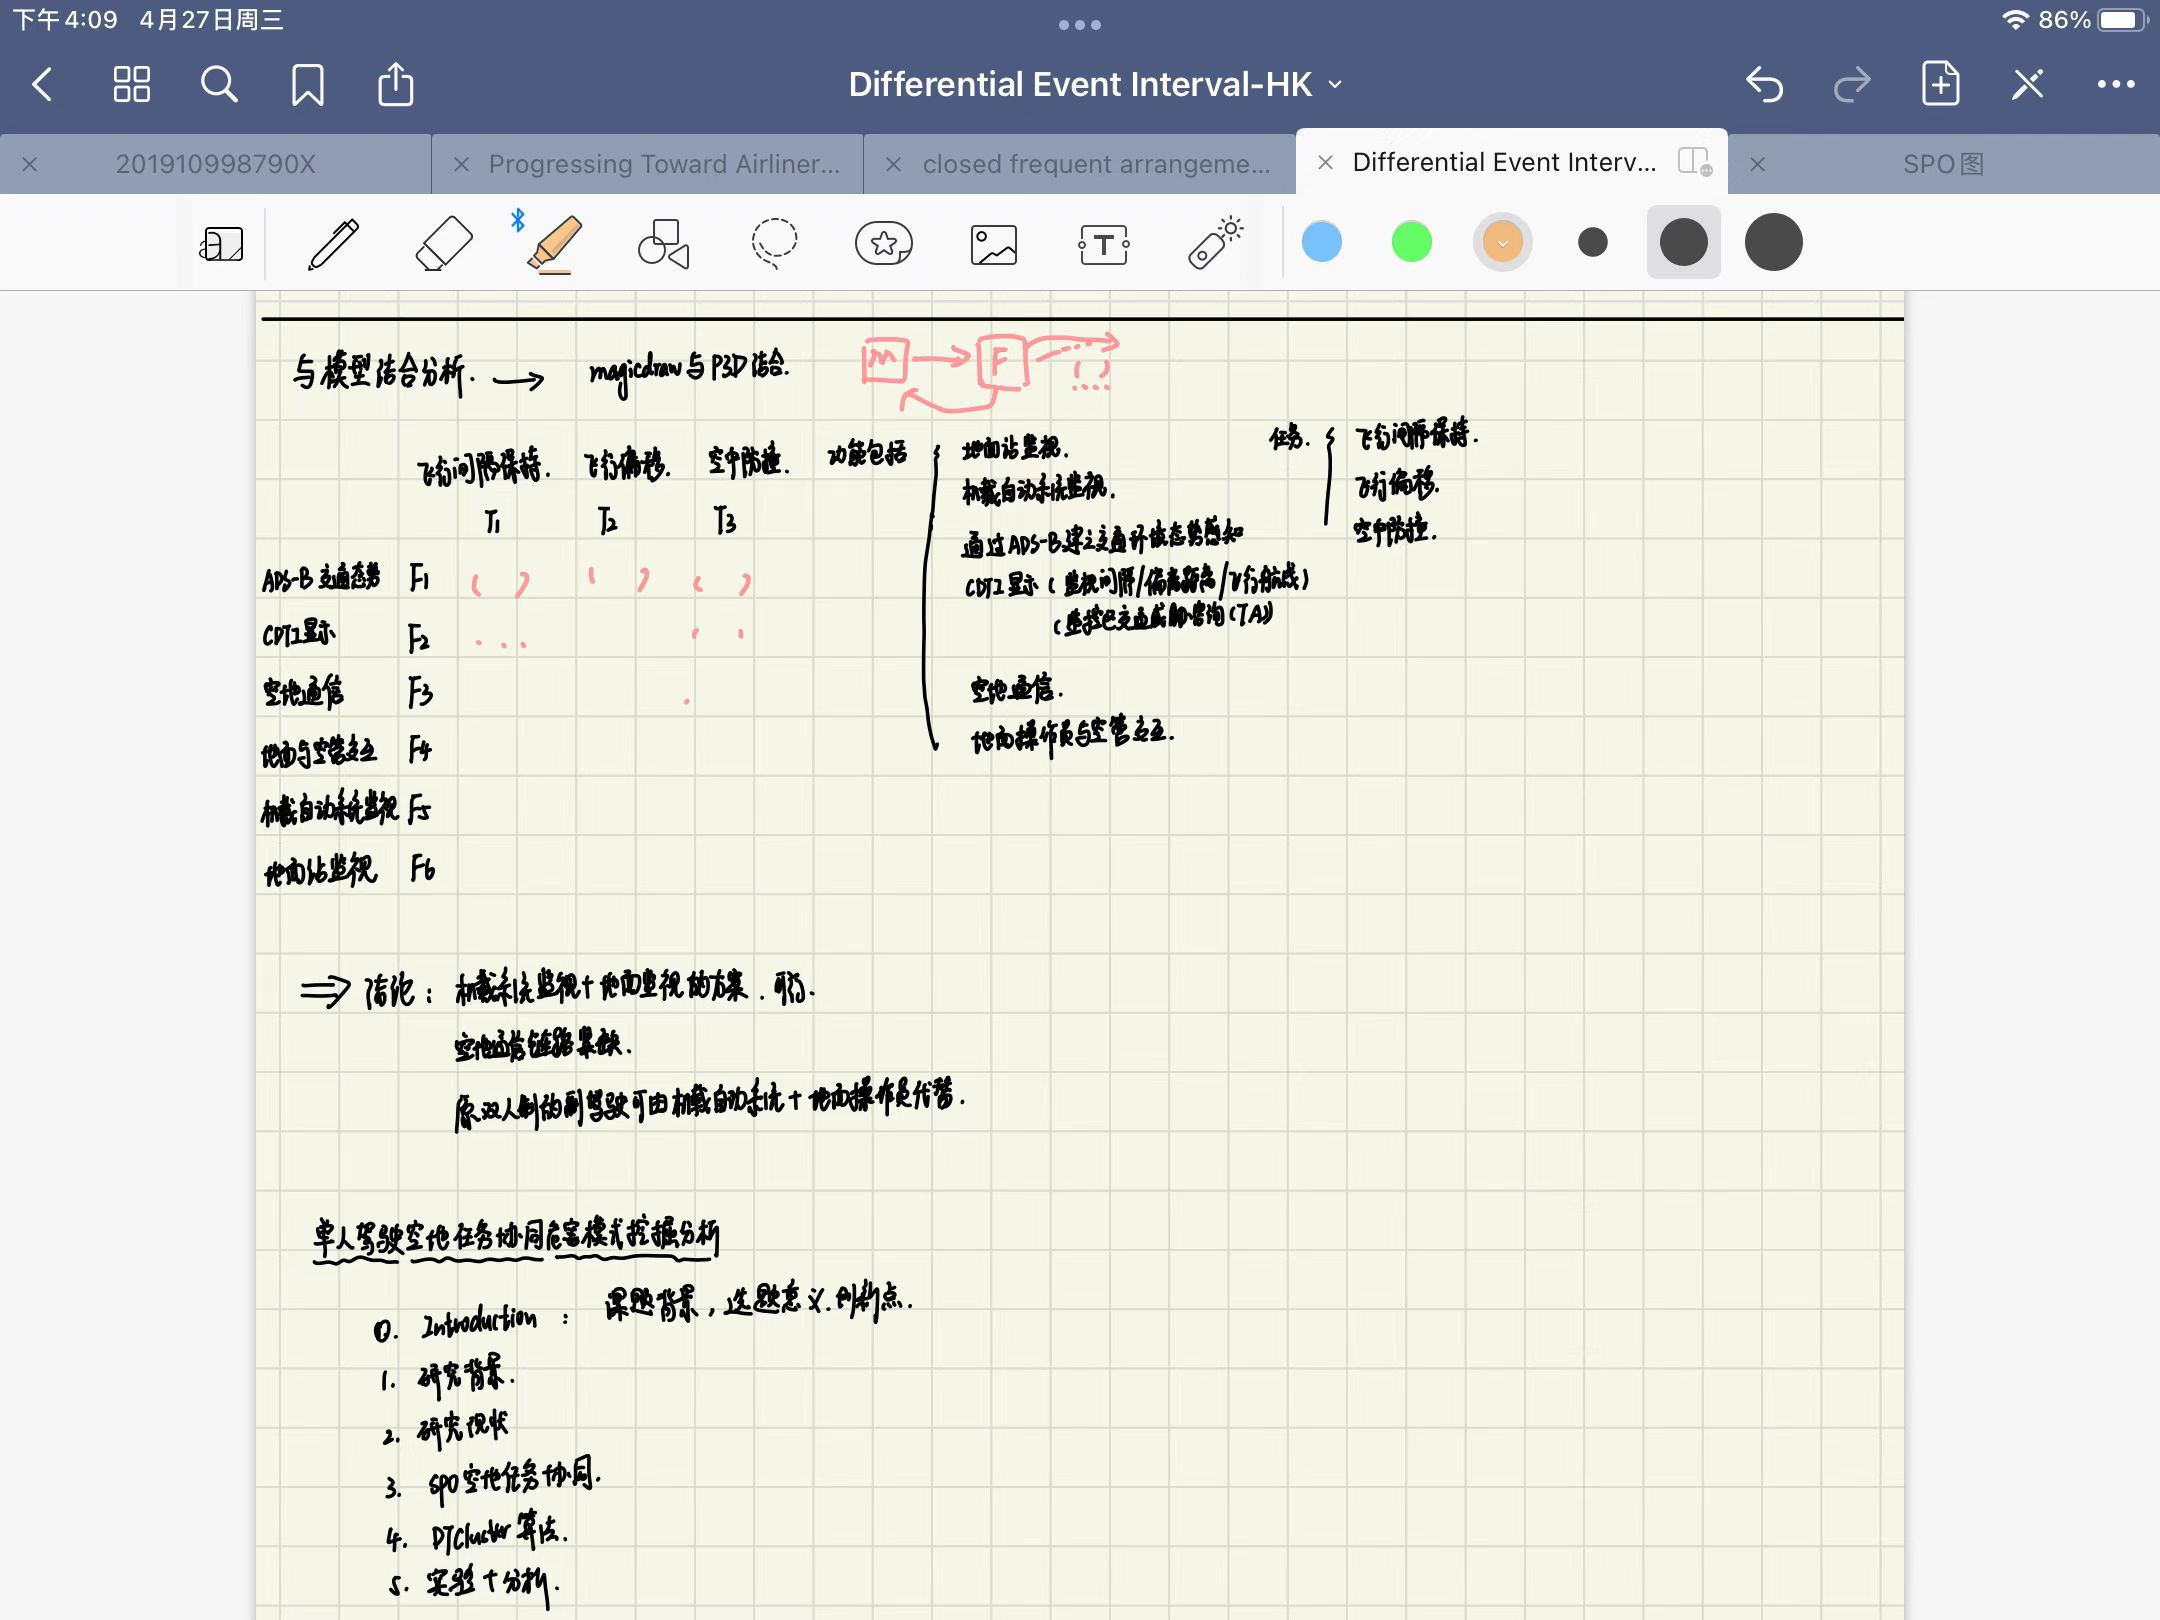 下午4:09 4月27日周三
86%
Differential Event Interval-HK
201910998790X
Progressing Toward Airliner...
closed frequent arrangeme...
Differential Event Interv...
SPO图
与模型结合分析. → magicdraw与P3D结合.
m → F
飞行间隔保持. 飞行偏移. 空中防撞.
T1 T2 T3
ADS-B 交通态势 F1
CDTI显示 F2
空地通信 F3
地面与空管交互 F4
机载自动系统监视 F5
地面站监视 F6
功能包括
地面站监视.
机载自动系统监视.
通过ADS-B建立交通环境态势感知
CDTI显示(监视间隔/偏离距离/飞行航线)
(监控空交通或咨询(TA))
空地通信.
地面操作员与空管交互.
任务.
飞行间隔保持.
飞行偏移.
空中防撞.
⇒ 结论: 机载系统监视+地面监视的方案.可行.
空地通信链路
原双人制的副驾驶可由机载自动系统+地面操作员代替.
单人驾驶空地任务协同危害模式挖掘分析
0. Introduction: 课题背景,选题意义.创新点.
1. 研究背景.
2. 研究现状
3. SPO空地任务协同.
4. DTCluster算法.
5. 实验+分析.